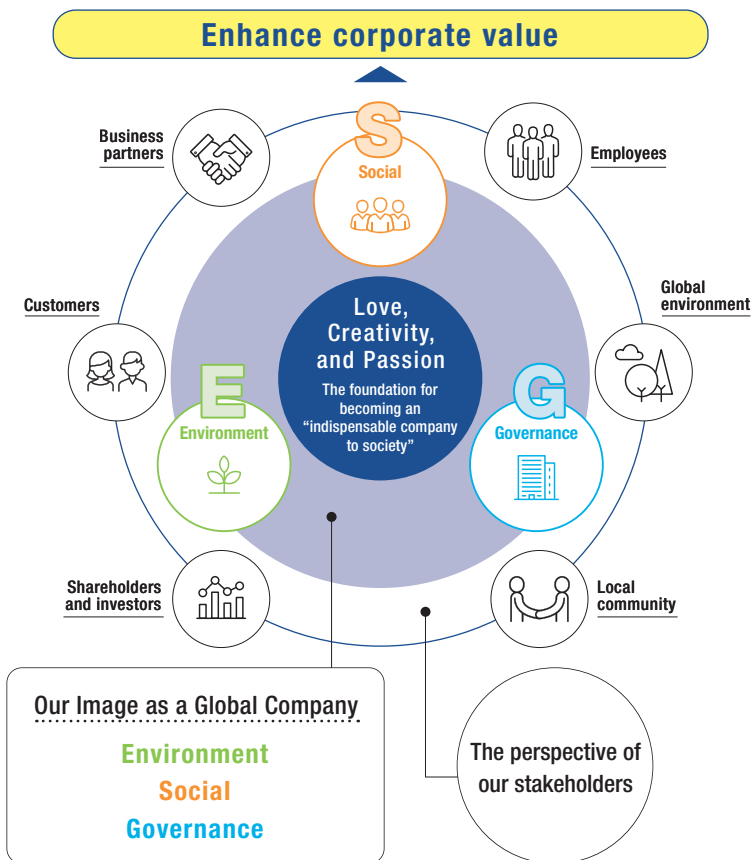 Enhance corporate value
S
Social
Business
partners
Employees
Customers
Global
environment
Love,
Creativity,
and Passion
The foundation for
becoming an
“indispensable company
to society”
E
Environment
G
Governance
Shareholders
and investors
Local
community
Our Image as a Global Company
Environment
Social
Governance
The perspective of
our stakeholders